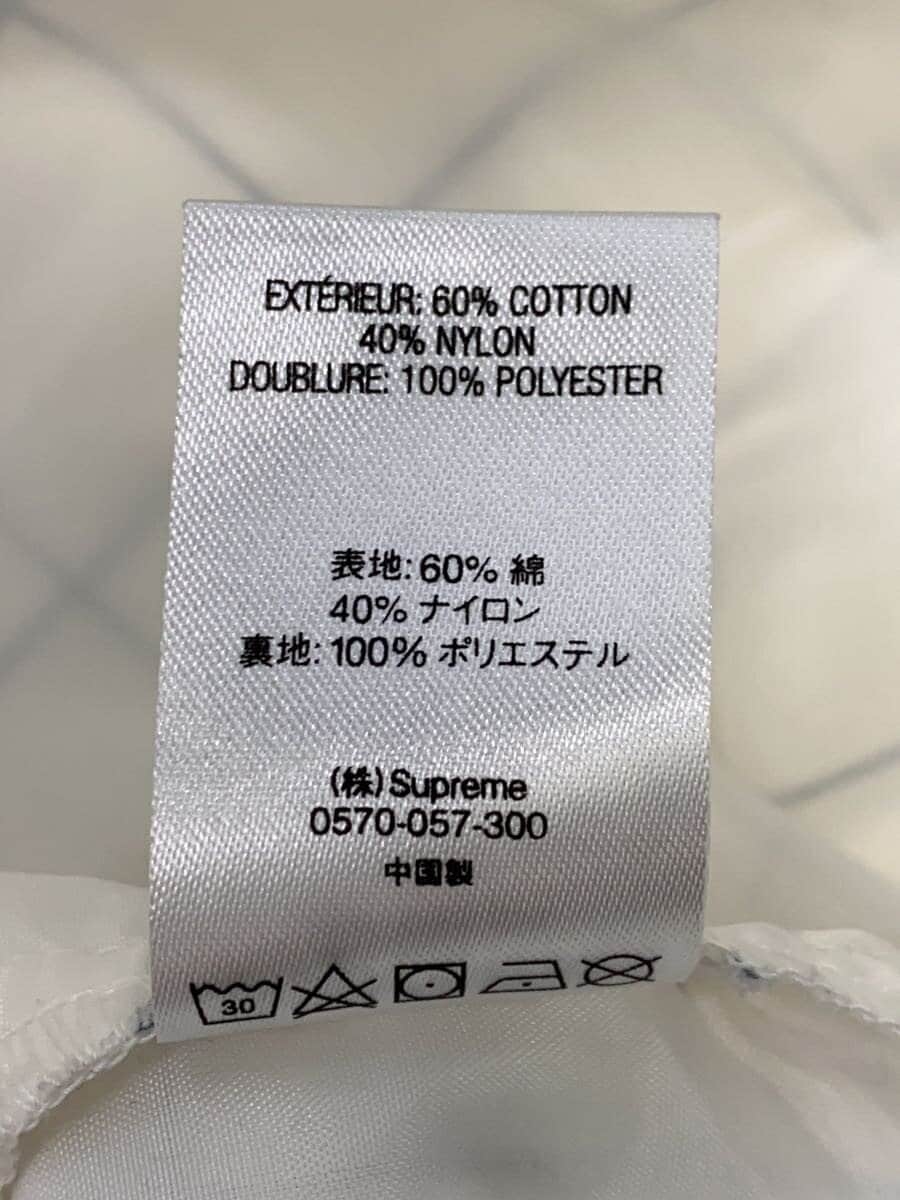 EXTÉRIEUR: 60% COTTON
40% NYLON
DOUBLURE: 100% POLYESTER
表地: 60% 綿
40% ナイロン
裏地: 100% ポリエステル
(株) Supreme
0570-057-300
中国製
30